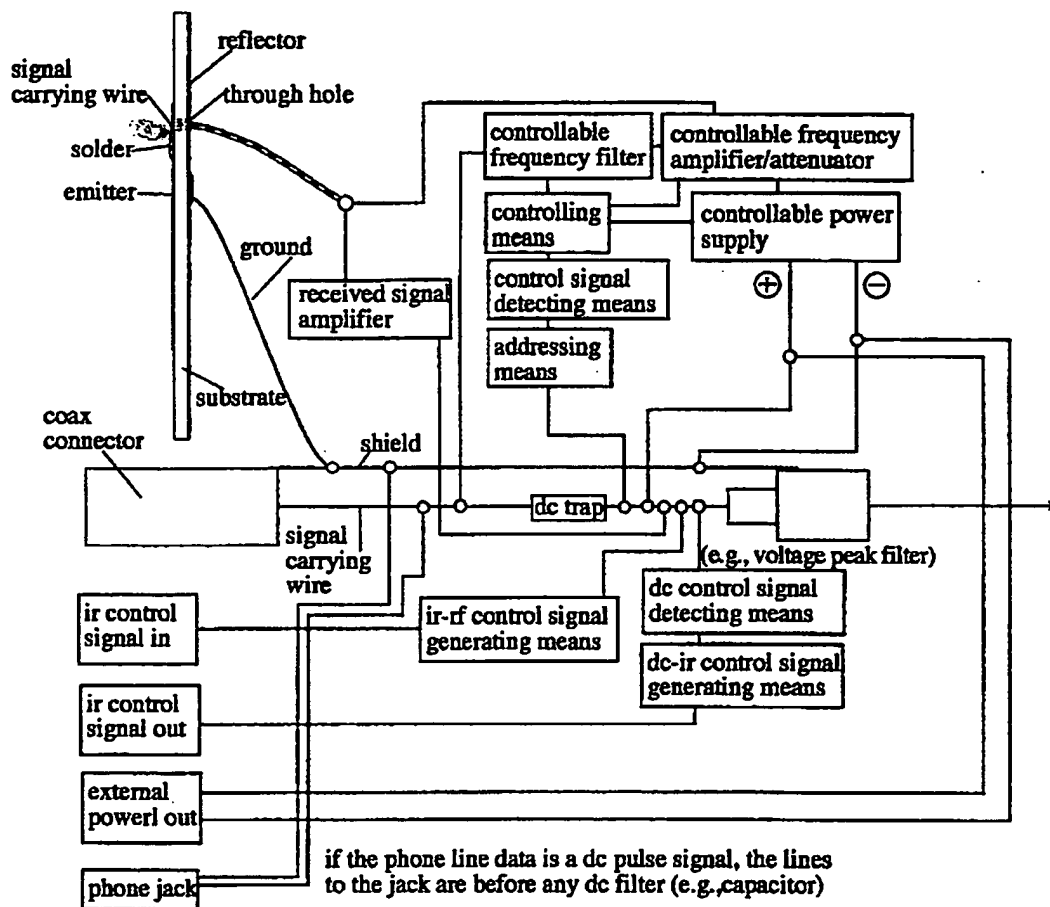 reflector
signal
carrying wire
through hole
solder
emitter
ground
substrate
received signal
amplifier
controllable
frequency filter
controllable frequency
amplifier/attenuator
controlling
means
controllable power
supply
control signal
detecting means
+
−
addressing
means
coax
connector
shield
dc trap
signal
carrying
wire
(e.g., voltage peak filter)
ir control
signal in
ir-rf control signal
generating means
dc control signal
detecting means
dc-ir control signal
generating means
ir control
signal out
external
powerl out
phone jack
if the phone line data is a dc pulse signal, the lines
to the jack are before any dc filter (e.g.,capacitor)